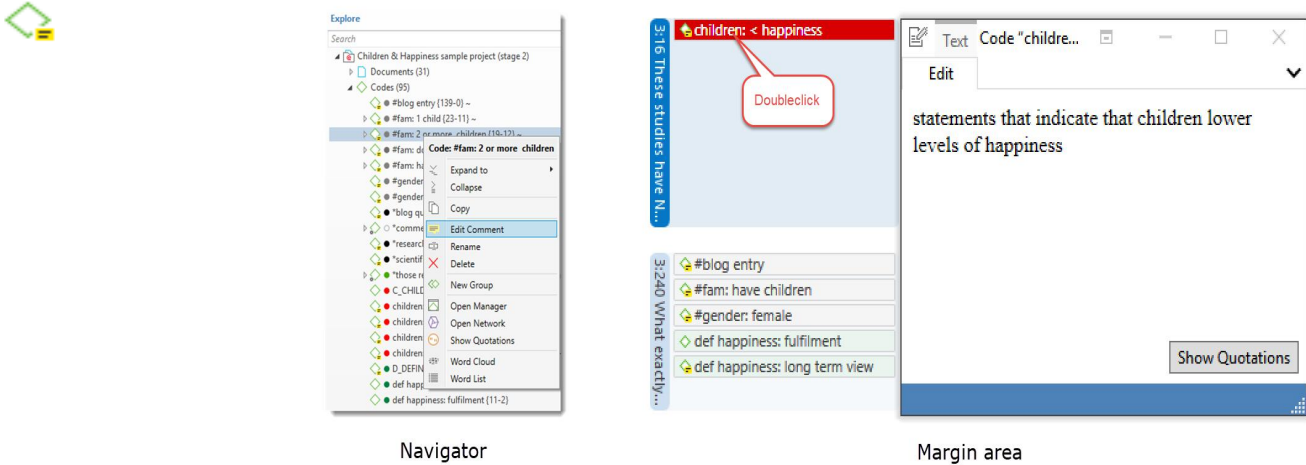 Explore
Search
Children & Happiness sample project (stage 2)
Documents (31)
Codes (95)
#blog entry {139-0} ~
#fam: 1 child {23-11} ~
#fam: 2 or more children {19-12} ~
#fam: d
#fam: ha
#gender
#gender
*blog qu
*comme
*researcl
*scientif
*those re
C_CHILD
children
children
children
children
D_DEFIN
def happ
def happiness: fulfilment {11-2}
Code: #fam: 2 or more children
Expand to
Collapse
Copy
Edit Comment
Rename
Delete
New Group
Open Manager
Open Network
Show Quotations
Word Cloud
Word List
Navigator
3:16 These studies have N...
children: < happiness
Doubleclick
3:240 What exactly...
#blog entry
#fam: have children
#gender: female
def happiness: fulfilment
def happiness: long term view
Text Code "childre...
Edit
statements that indicate that children lower
levels of happiness
Show Quotations
Margin area